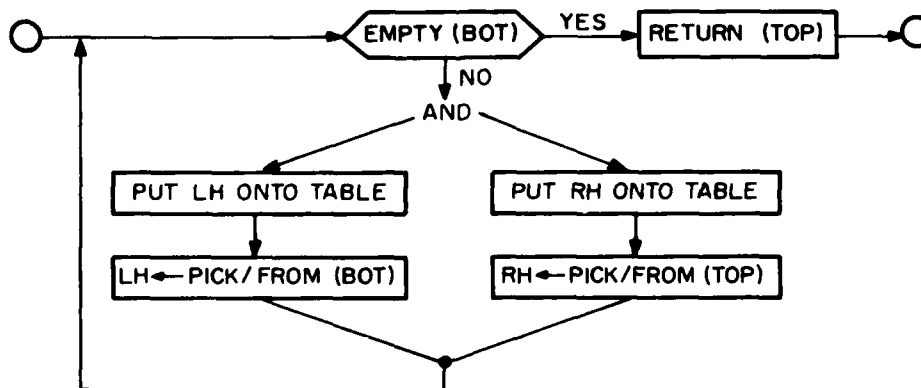 EMPTY (BOT)
YES
RETURN (TOP)
NO
AND
PUT LH ONTO TABLE
PUT RH ONTO TABLE
LH←PICK/FROM (BOT)
RH←PICK/FROM (TOP)